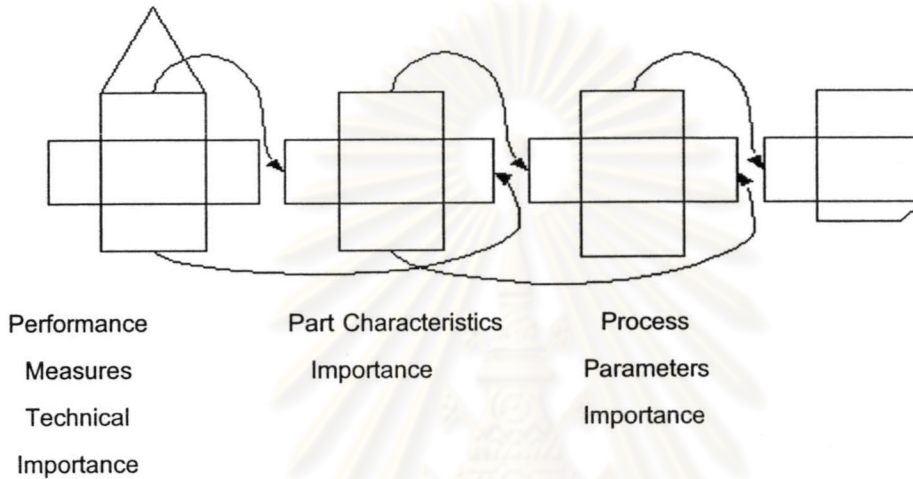 Performance
Measures
Technical
Importance
Part Characteristics
Importance
Process
Parameters
Importance